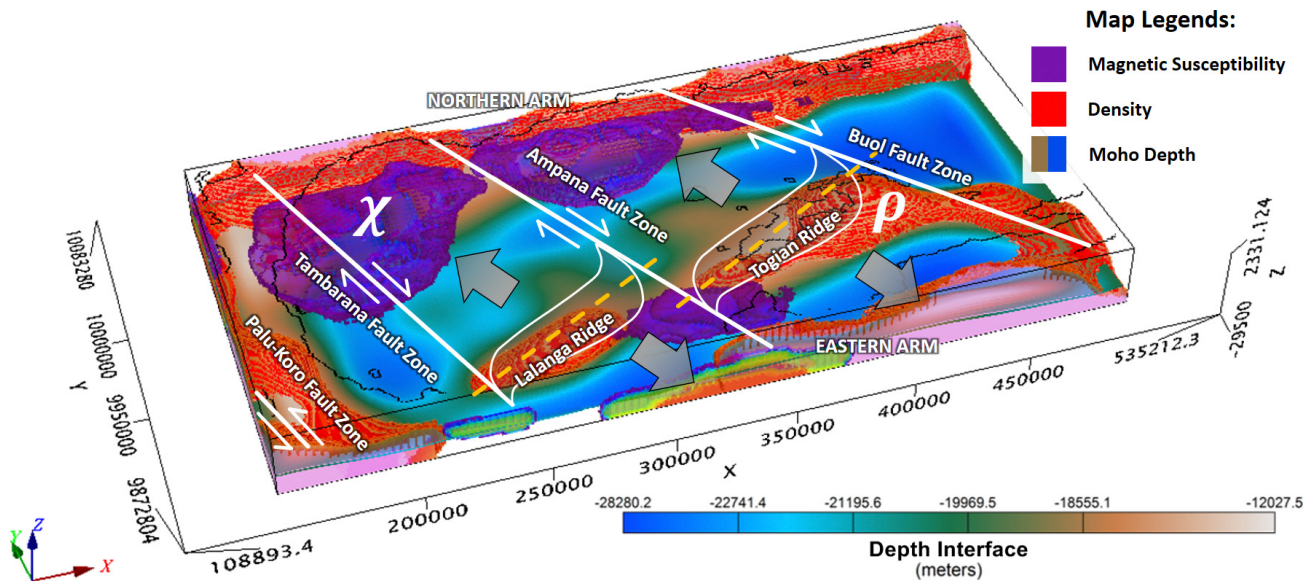 Map Legends:
Magnetic Susceptibility
Density
Moho Depth
NORTHERN ARM
Buol Fault Zone
Ampana Fault Zone
χ
ρ
Togian Ridge
Tambarana Fault Zone
Lalanga Ridge
EASTERN ARM
Palu-Koro Fault Zone
10083280
10000000
9950000
9872804
Y
108893.4
200000
250000
300000
350000
400000
450000
535212.3
X
2331.124
-29500
Z
Z
Y
X
-28280.2
-22741.4
-21195.6
-19969.5
-18555.1
-12027.5
Depth Interface
(meters)